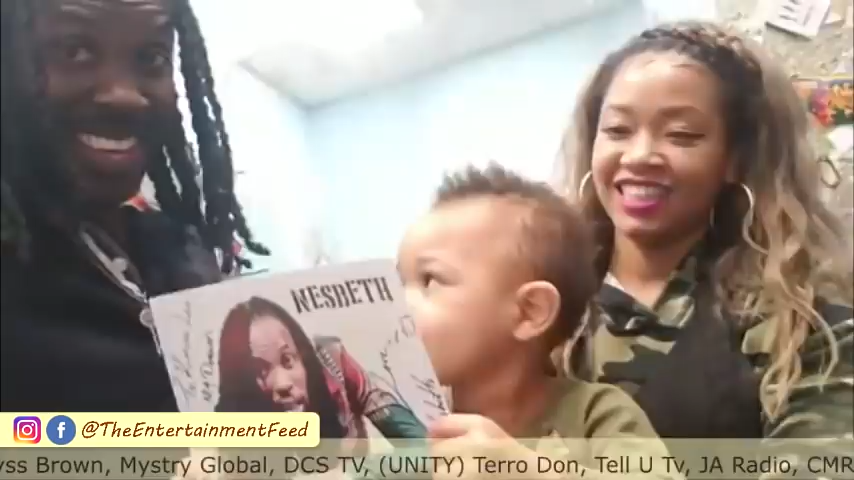 NESBETH
@TheEntertainmentFeed
yss Brown, Mystry Global, DCS TV, (UNITY) Terro Don, Tell U Tv, JA Radio, CMR